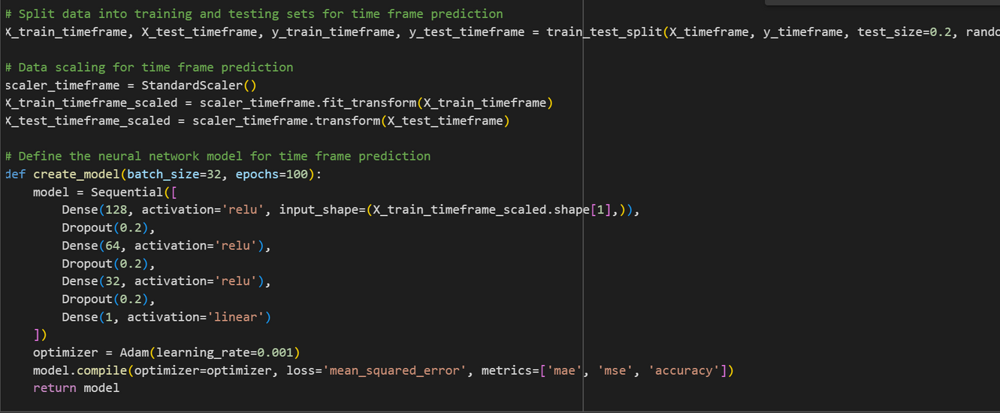 # Split data into training and testing sets for time frame prediction
X_train_timeframe, X_test_timeframe, y_train_timeframe, y_test_timeframe = train_test_split(X_timeframe, y_timeframe, test_size=0.2, rando
# Data scaling for time frame prediction
scaler_timeframe = StandardScaler()
X_train_timeframe_scaled = scaler_timeframe.fit_transform(X_train_timeframe)
X_test_timeframe_scaled = scaler_timeframe.transform(X_test_timeframe)
# Define the neural network model for time frame prediction
def create_model(batch_size=32, epochs=100):
    model = Sequential([
        Dense(128, activation='relu', input_shape=(X_train_timeframe_scaled.shape[1],)),
        Dropout(0.2),
        Dense(64, activation='relu'),
        Dropout(0.2),
        Dense(32, activation='relu'),
        Dropout(0.2),
        Dense(1, activation='linear')
    ])
    optimizer = Adam(learning_rate=0.001)
    model.compile(optimizer=optimizer, loss='mean_squared_error', metrics=['mae', 'mse', 'accuracy'])
    return model